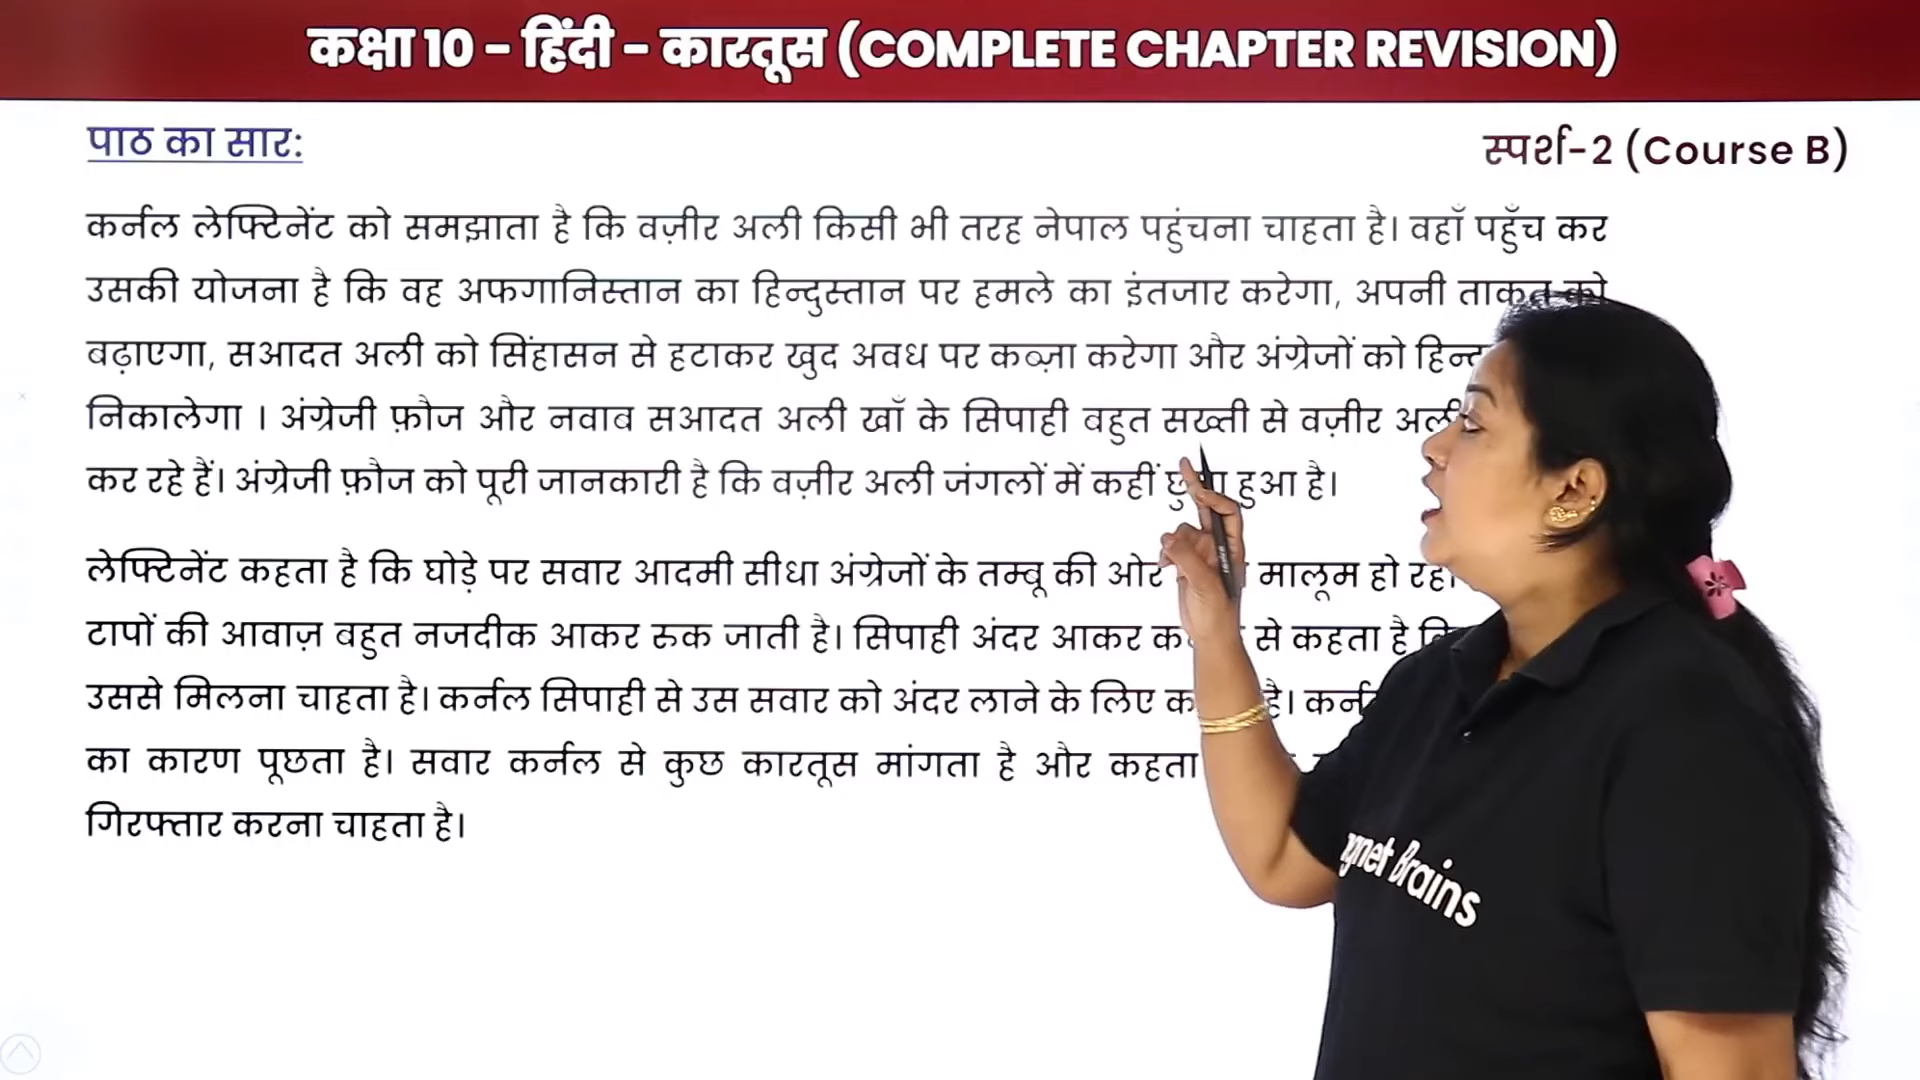 कक्षा 10 - हिंदी - कारतूस (COMPLETE CHAPTER REVISION)
पाठ का सार:
स्पर्श-2 (Course B)
कर्नल लेफ्टिनेंट को समझाता है कि वज़ीर अली किसी भी तरह नेपाल पहुंचना चाहता है। वहाँ पहुँच कर
उसकी योजना है कि वह अफगानिस्तान का हिन्दुस्तान पर हमले का इंतजार करेगा, अपनी ताकत को
बढ़ाएगा, सआदत अली को सिंहासन से हटाकर खुद अवध पर कब्ज़ा करेगा और अंग्रेजों को
निकालेगा । अंग्रेजी फ़ौज और नवाब सआदत अली खाँ के सिपाही बहुत सख्ती से वज़ीर अली
कर रहे हैं। अंग्रेजी फ़ौज को पूरी जानकारी है कि वज़ीर अली जंगलों में कहीं हुआ है।
लेफ्टिनेंट कहता है कि घोड़े पर सवार आदमी सीधा अंग्रेजों के तम्बू की ओर मालूम हो
टापों की आवाज़ बहुत नजदीक आकर रुक जाती है। सिपाही अंदर आकर से कहता है
उससे मिलना चाहता है। कर्नल सिपाही से उस सवार को अंदर लाने के लिए है।
का कारण पूछता है। सवार कर्नल से कुछ कारतूस मांगता है और कहता
गिरफ्तार करना चाहता है।
gnet Brains